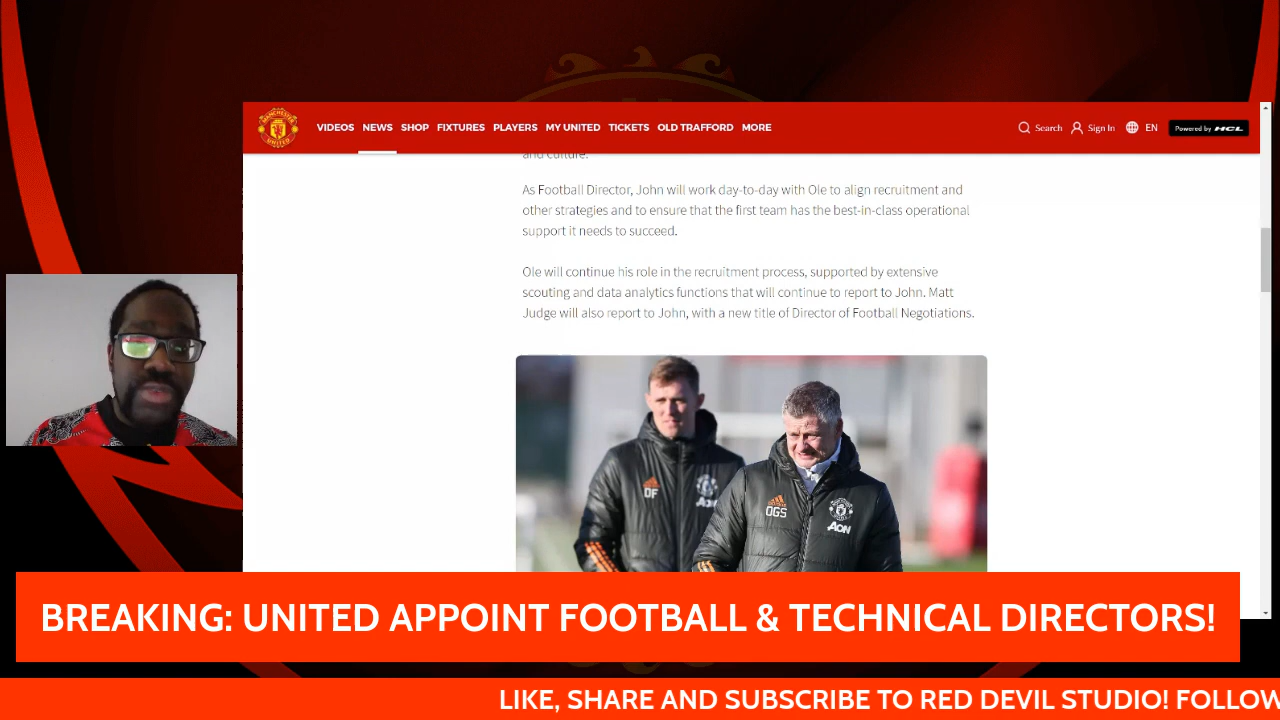 VIDEOS NEWS SHOP FIXTURES PLAYERS MY UNITED TICKETS OLD TRAFFORD MORE Search Sign In EN Powered by HCL
MANCHESTER
UNITED
and culture.
As Football Director, John will work day-to-day with Ole to align recruitment and
other strategies and to ensure that the first team has the best-in-class operational
support it needs to succeed.
Ole will continue his role in the recruitment process, supported by extensive
scouting and data analytics functions that will continue to report to John. Matt
Judge will also report to John, with a new title of Director of Football Negotiations.
DF
AON
OGS
AON
BREAKING: UNITED APPOINT FOOTBALL & TECHNICAL DIRECTORS!
LIKE, SHARE AND SUBSCRIBE TO RED DEVIL STUDIO! FOLLOW